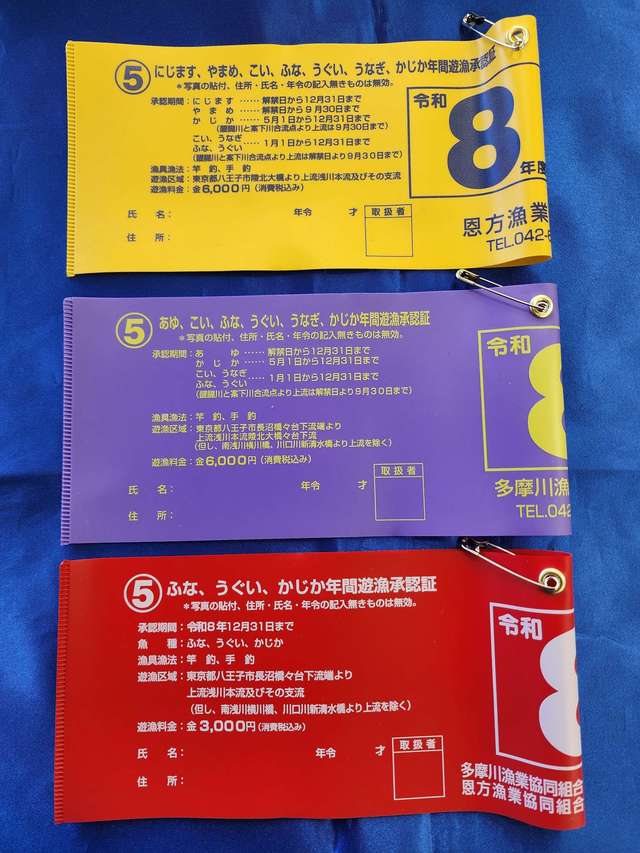 ⑤ にじます、やまめ、こい、ふな、うぐい、うなぎ、かじか年間遊漁承認証
＊写真の貼付、住所・氏名・年令の記入無きものは無効。
承認期間：にじます……解禁日から12月31日まで
やまめ……解禁日から9月30日まで
かじか……5月1日から12月31日まで
（醍醐川と案下川合流点より上流は9月30日まで）
こい、うなぎ
ふな、うぐい ……1月1日から12月31日まで
（醍醐川と案下川合流点より上流は解禁日より9月30日まで）
漁具漁法：竿釣、手釣
遊漁区域：東京都八王子市陵北大橋より上流浅川本流及びその支流
遊漁料金：金6,000円（消費税込み）
氏名：　年令　才　取扱者
住所：
令和
8
年度
恩方漁業
TEL.042-
⑤ あゆ、こい、ふな、うぐい、うなぎ、かじか年間遊漁承認証
＊写真の貼付、住所・氏名・年令の記入無きものは無効。
承認期間：あゆ……解禁日から12月31日まで
かじか……5月1日から12月31日まで
こい、うなぎ
ふな、うぐい ……1月1日から12月31日まで
（醍醐川と案下川合流点より上流は解禁日より9月30日まで）
漁具漁法：竿釣、手釣
遊漁区域：東京都八王子市長沼橋々台下流端より
上流浅川本流陵北大橋々台下流
（但し、南浅川横川橋、川口川新清水橋より上流を除く）
遊漁料金：金6,000円（消費税込み）
氏名：　年令　才　取扱者
住所：
令和
8
多摩川漁
TEL.042
⑤ ふな、うぐい、かじか年間遊漁承認証
＊写真の貼付、住所・氏名・年令の記入無きものは無効。
承認期間：令和8年12月31日まで
魚種：ふな、うぐい、かじか
漁具漁法：竿釣、手釣
遊漁区域：東京都八王子市長沼橋々台下流端より
上流浅川本流及びその支流
（但し、南浅川横川橋、川口川新清水橋より上流を除く）
遊漁料金：金3,000円（消費税込み）
氏名：　年令　才　取扱者
住所：
令和
8
多摩川漁業協同組合
恩方漁業協同組合